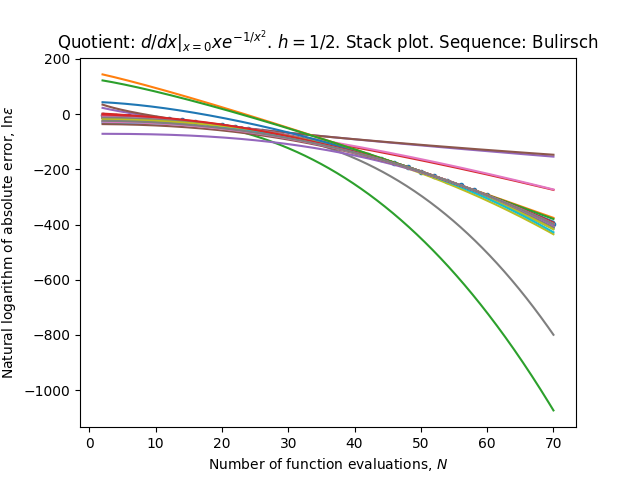 Quotient: $d/dx|_{x=0}xe^{-1/x^2}$. $h = 1/2$. Stack plot. Sequence: Bulirsch
Natural logarithm of absolute error, lnε
200
0
−200
−400
−600
−800
−1000
0 10 20 30 40 50 60 70
Number of function evaluations, N